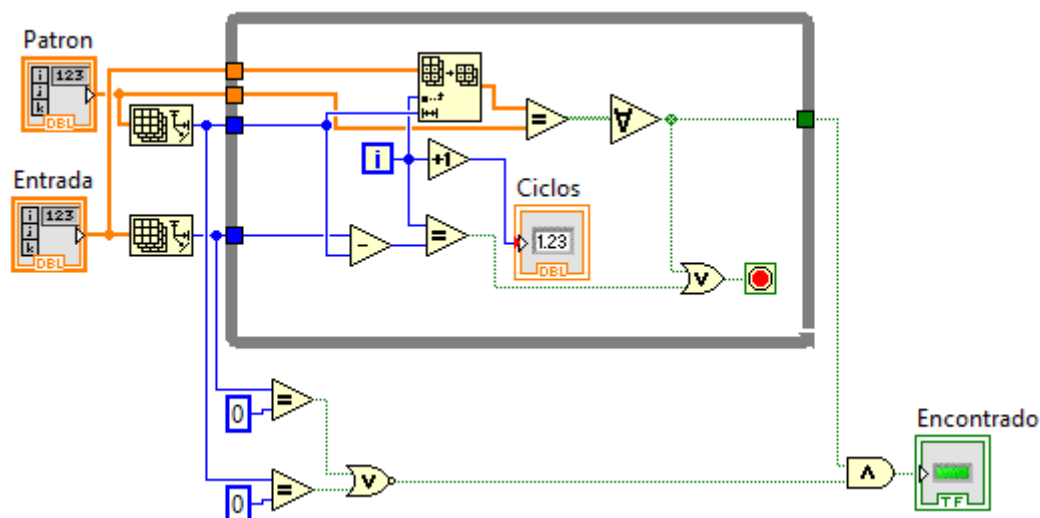 Patron
i 123
j
k
DBL
Entrada
i 123
j
k
DBL
i
+1
Ciclos
1.23
DBL
=
∀
-
=
V
0
=
0
=
V
Λ
Encontrado
TF